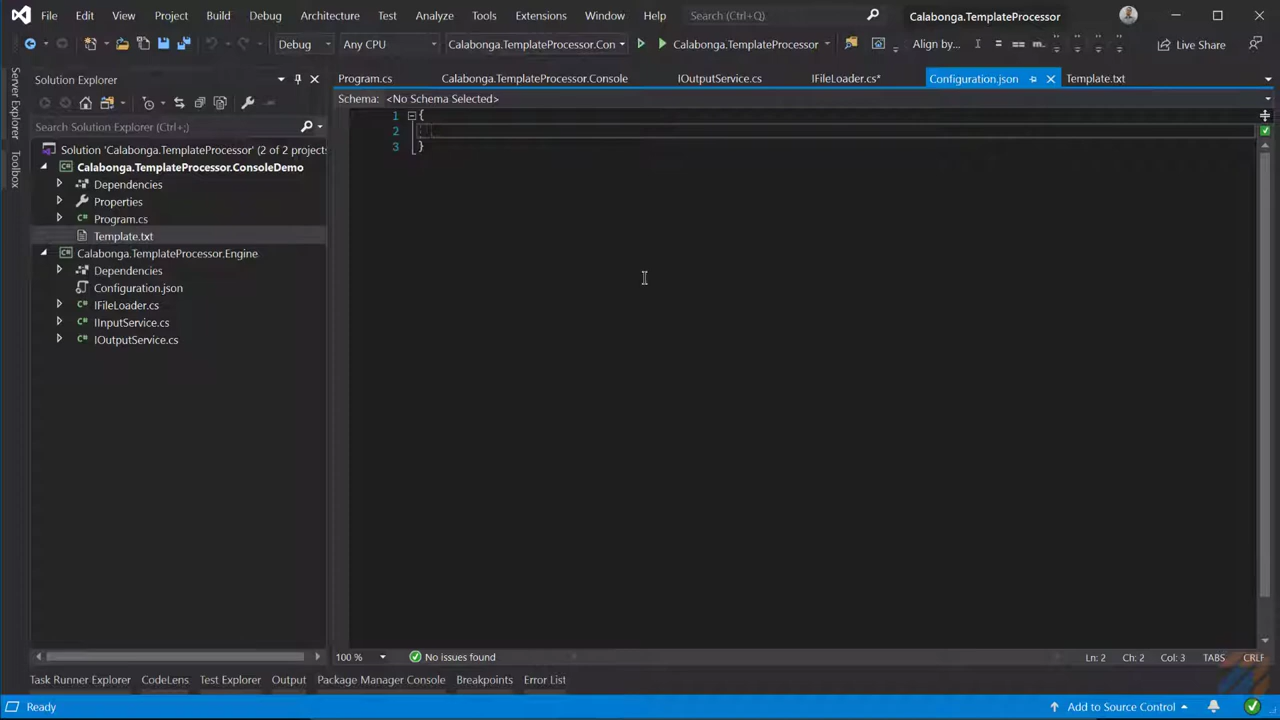 File Edit View Project Build Debug Architecture Test Analyze Tools Extensions Window Help Search (Ctrl+Q) Calabonga.TemplateProcessor
Debug Any CPU Calabonga.TemplateProcessor.Con Calabonga.TemplateProcessor Align by... = == m... Live Share
Server Explorer
Toolbox
Solution Explorer
Search Solution Explorer (Ctrl+;)
Solution 'Calabonga.TemplateProcessor' (2 of 2 projects
Calabonga.TemplateProcessor.ConsoleDemo
Dependencies
Properties
C# Program.cs
Template.txt
Calabonga.TemplateProcessor.Engine
Dependencies
Configuration.json
C# IFileLoader.cs
C# IInputService.cs
C# IOutputService.cs
Program.cs Calabonga.TemplateProcessor.Console IOutputService.cs IFileLoader.cs* Configuration.json Template.txt
Schema: <No Schema Selected>
1 {
2
3 }
100 % No issues found Ln: 2 Ch: 2 Col: 3 TABS CRLF
Task Runner Explorer CodeLens Test Explorer Output Package Manager Console Breakpoints Error List
Ready Add to Source Control